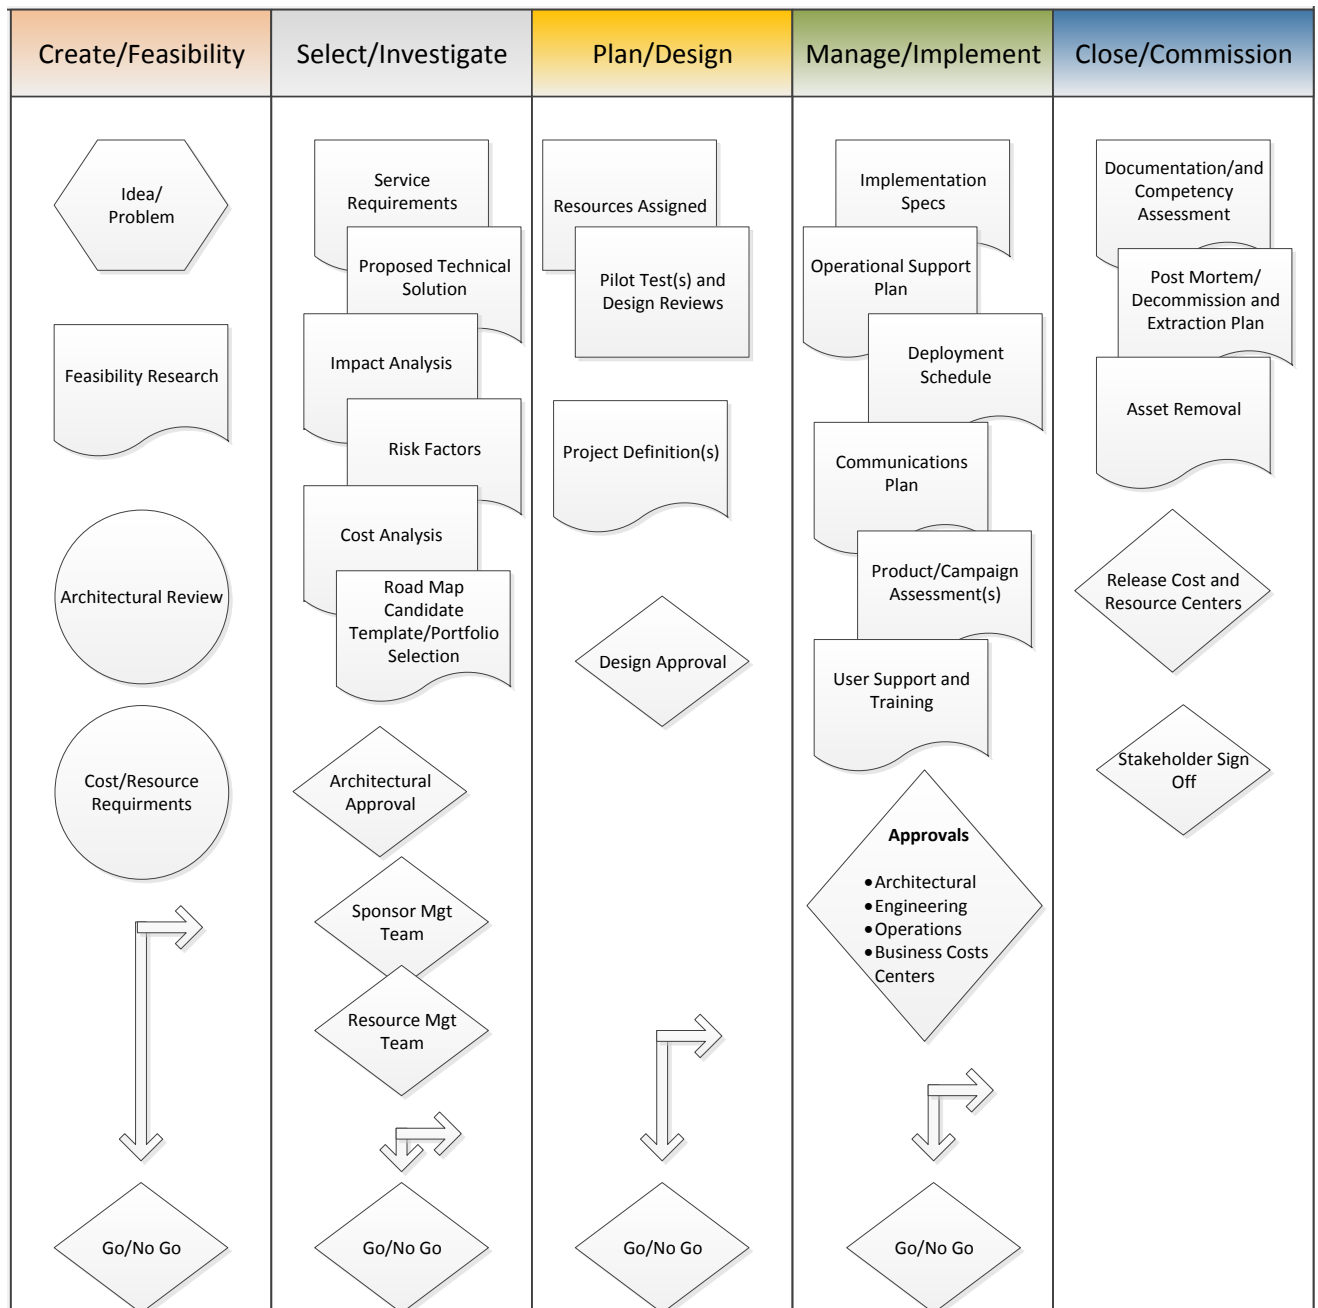 Create/Feasibility
Select/Investigate
Plan/Design
Manage/Implement
Close/Commission
Idea/
Problem
Feasibility Research
Architectural Review
Cost/Resource
Requirments
Go/No Go
Service
Requirements
Proposed Technical
Solution
Impact Analysis
Risk Factors
Cost Analysis
Road Map
Candidate
Template/Portfolio
Selection
Architectural
Approval
Sponsor Mgt
Team
Resource Mgt
Team
Go/No Go
Resources Assigned
Pilot Test(s) and
Design Reviews
Project Definition(s)
Design Approval
Go/No Go
Implementation
Specs
Operational Support
Plan
Deployment
Schedule
Communications
Plan
Product/Campaign
Assessment(s)
User Support and
Training
Approvals
•Architectural
•Engineering
•Operations
•Business Costs
Centers
Go/No Go
Documentation/and
Competency
Assessment
Post Mortem/
Decommission and
Extraction Plan
Asset Removal
Release Cost and
Resource Centers
Stakeholder Sign
Off